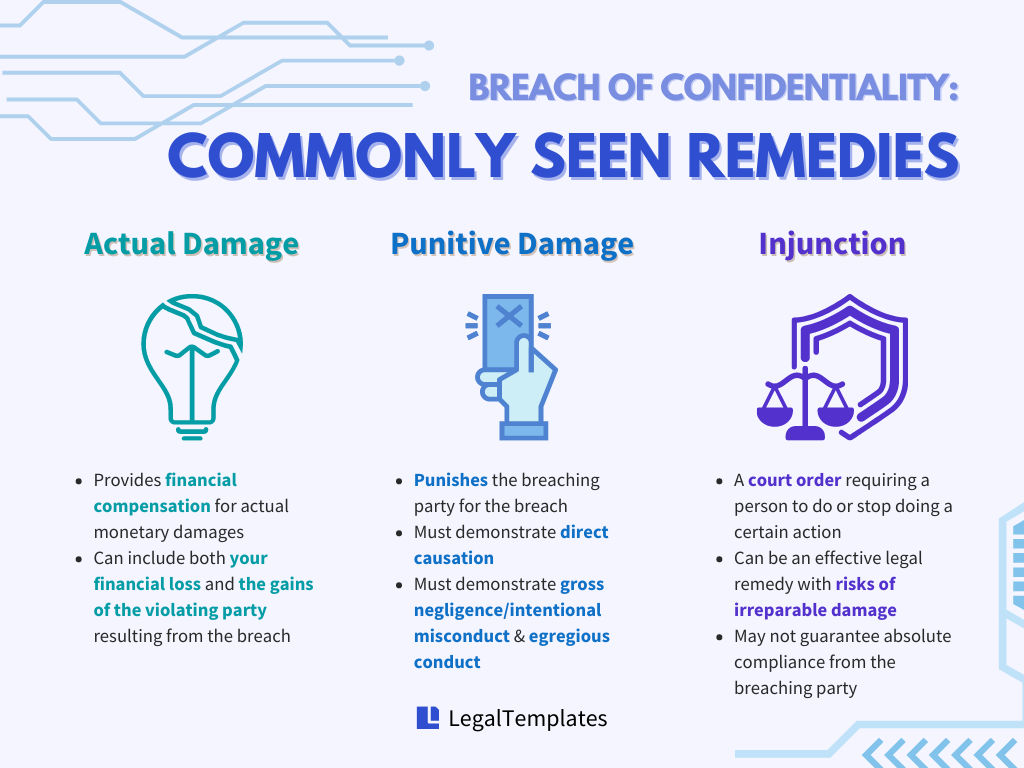 BREACH OF CONFIDENTIALITY:
COMMONLY SEEN REMEDIES
Actual Damage
• Provides financial
compensation for actual
monetary damages
• Can include both your
financial loss and the gains
of the violating party
resulting from the breach
Punitive Damage
• Punishes the breaching
party for the breach
• Must demonstrate direct
causation
• Must demonstrate gross
negligence/intentional
misconduct & egregious
conduct
Injunction
• A court order requiring a
person to do or stop doing a
certain action
• Can be an effective legal
remedy with risks of
irreparable damage
• May not guarantee absolute
compliance from the
breaching party
LegalTemplates